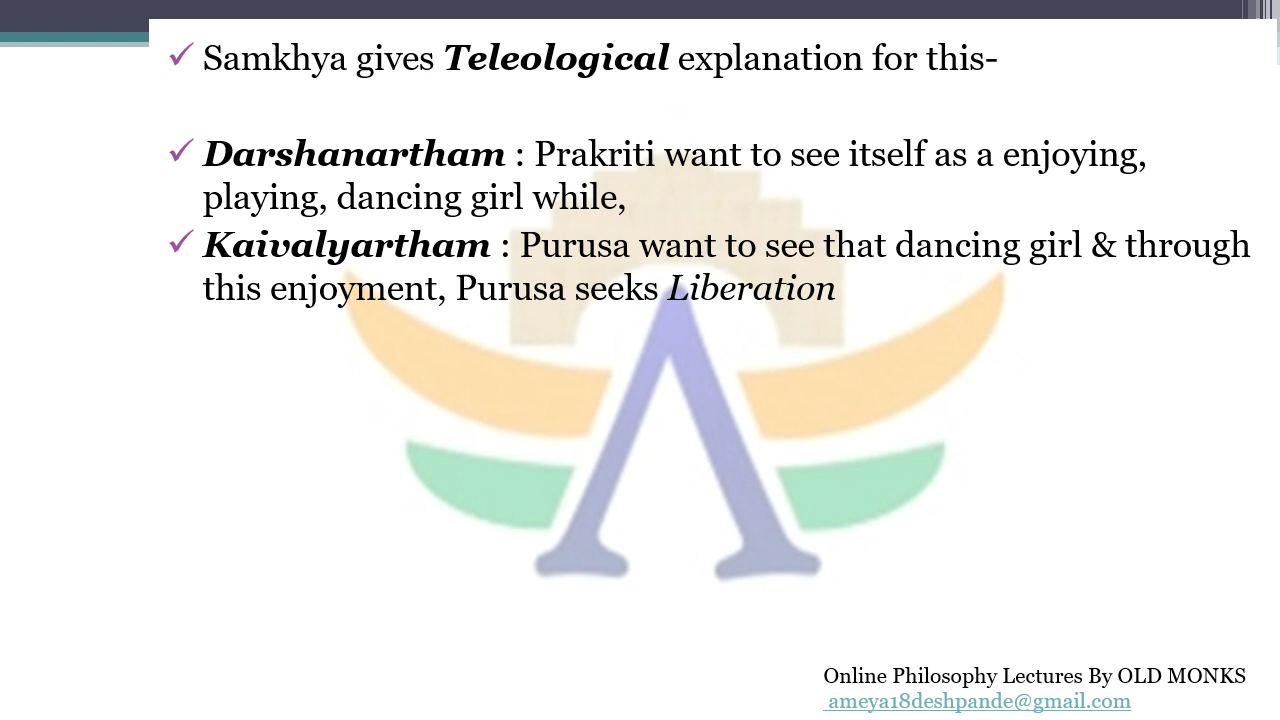 Samkhya gives Teleological explanation for this-
Darshanartham : Prakriti want to see itself as a enjoying,
playing, dancing girl while,
Kaivalyartham : Purusa want to see that dancing girl & through
this enjoyment, Purusa seeks Liberation
Online Philosophy Lectures By OLD MONKS
ameya18deshpande@gmail.com